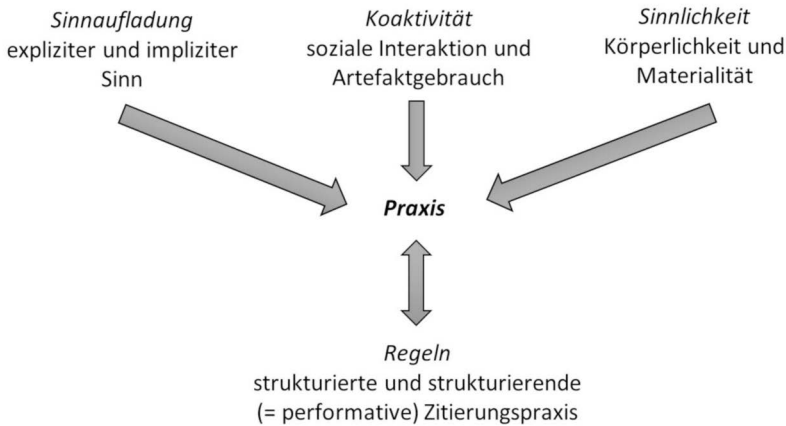 Sinnaufladung
expliziter und impliziter
Sinn
Koaktivität
soziale Interaktion und
Artefaktgebrauch
Sinnlichkeit
Körperlichkeit und
Materialität
Praxis
Regeln
strukturierte und strukturierende
(= performative) Zitierungspraxis